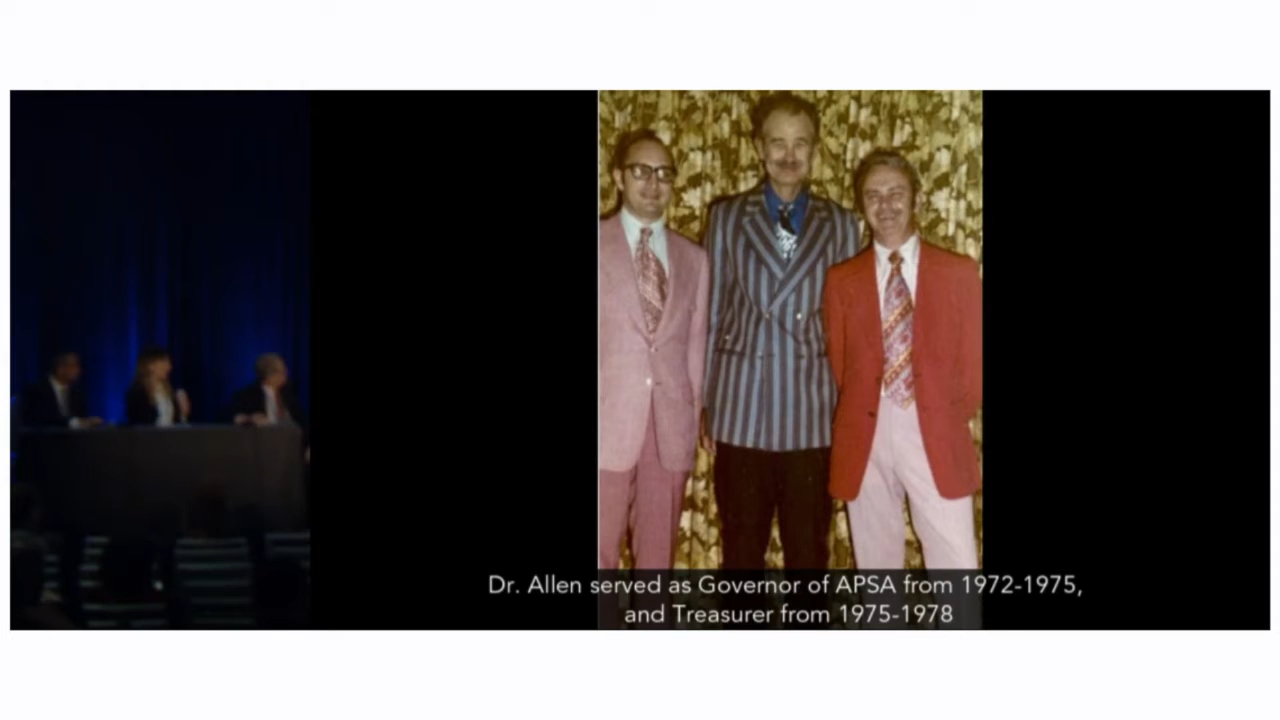 Dr. Allen served as Governor of APSA from 1972-1975,
and Treasurer from 1975-1978